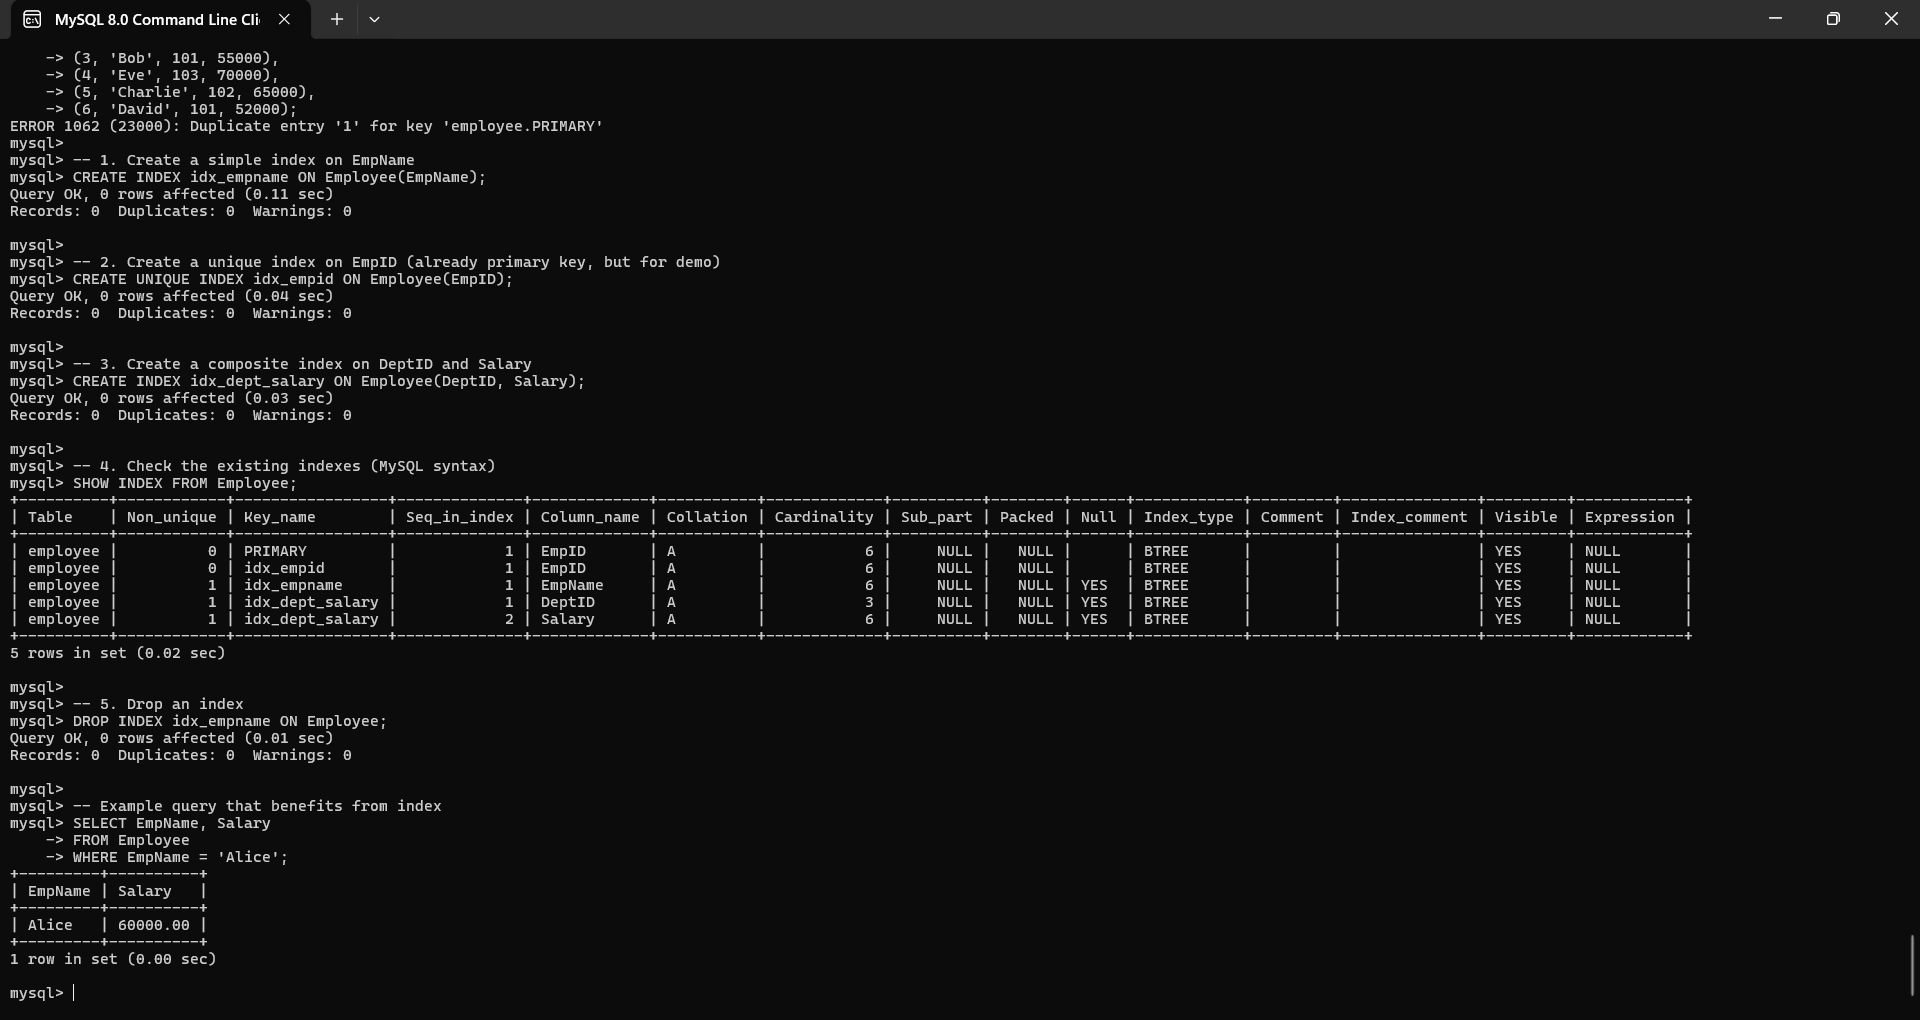 MySQL 8.0 Command Line Cli
    -> (3, 'Bob', 101, 55000),
    -> (4, 'Eve', 103, 70000),
    -> (5, 'Charlie', 102, 65000),
    -> (6, 'David', 101, 52000);
ERROR 1062 (23000): Duplicate entry '1' for key 'employee.PRIMARY'
mysql>
mysql> -- 1. Create a simple index on EmpName
mysql> CREATE INDEX idx_empname ON Employee(EmpName);
Query OK, 0 rows affected (0.11 sec)
Records: 0  Duplicates: 0  Warnings: 0

mysql>
mysql> -- 2. Create a unique index on EmpID (already primary key, but for demo)
mysql> CREATE UNIQUE INDEX idx_empid ON Employee(EmpID);
Query OK, 0 rows affected (0.04 sec)
Records: 0  Duplicates: 0  Warnings: 0

mysql>
mysql> -- 3. Create a composite index on DeptID and Salary
mysql> CREATE INDEX idx_dept_salary ON Employee(DeptID, Salary);
Query OK, 0 rows affected (0.03 sec)
Records: 0  Duplicates: 0  Warnings: 0

mysql>
mysql> -- 4. Check the existing indexes (MySQL syntax)
mysql> SHOW INDEX FROM Employee;
+----------+------------+-----------------+--------------+-------------+-----------+-------------+----------+--------+------+------------+---------+---------------+---------+------------+
| Table    | Non_unique | Key_name        | Seq_in_index | Column_name | Collation | Cardinality | Sub_part | Packed | Null | Index_type | Comment | Index_comment | Visible | Expression |
+----------+------------+-----------------+--------------+-------------+-----------+-------------+----------+--------+------+------------+---------+---------------+---------+------------+
| employee |          0 | PRIMARY         |            1 | EmpID       | A         |           6 |     NULL |   NULL |      | BTREE      |         |               | YES     | NULL       |
| employee |          0 | idx_empid       |            1 | EmpID       | A         |           6 |     NULL |   NULL |      | BTREE      |         |               | YES     | NULL       |
| employee |          1 | idx_empname     |            1 | EmpName     | A         |           6 |     NULL |   NULL | YES  | BTREE      |         |               | YES     | NULL       |
| employee |          1 | idx_dept_salary |            1 | DeptID      | A         |           3 |     NULL |   NULL | YES  | BTREE      |         |               | YES     | NULL       |
| employee |          1 | idx_dept_salary |            2 | Salary      | A         |           6 |     NULL |   NULL | YES  | BTREE      |         |               | YES     | NULL       |
+----------+------------+-----------------+--------------+-------------+-----------+-------------+----------+--------+------+------------+---------+---------------+---------+------------+
5 rows in set (0.02 sec)

mysql>
mysql> -- 5. Drop an index
mysql> DROP INDEX idx_empname ON Employee;
Query OK, 0 rows affected (0.01 sec)
Records: 0  Duplicates: 0  Warnings: 0

mysql>
mysql> -- Example query that benefits from index
mysql> SELECT EmpName, Salary
    -> FROM Employee
    -> WHERE EmpName = 'Alice';
+---------+----------+
| EmpName | Salary   |
+---------+----------+
| Alice   | 60000.00 |
+---------+----------+
1 row in set (0.00 sec)

mysql>